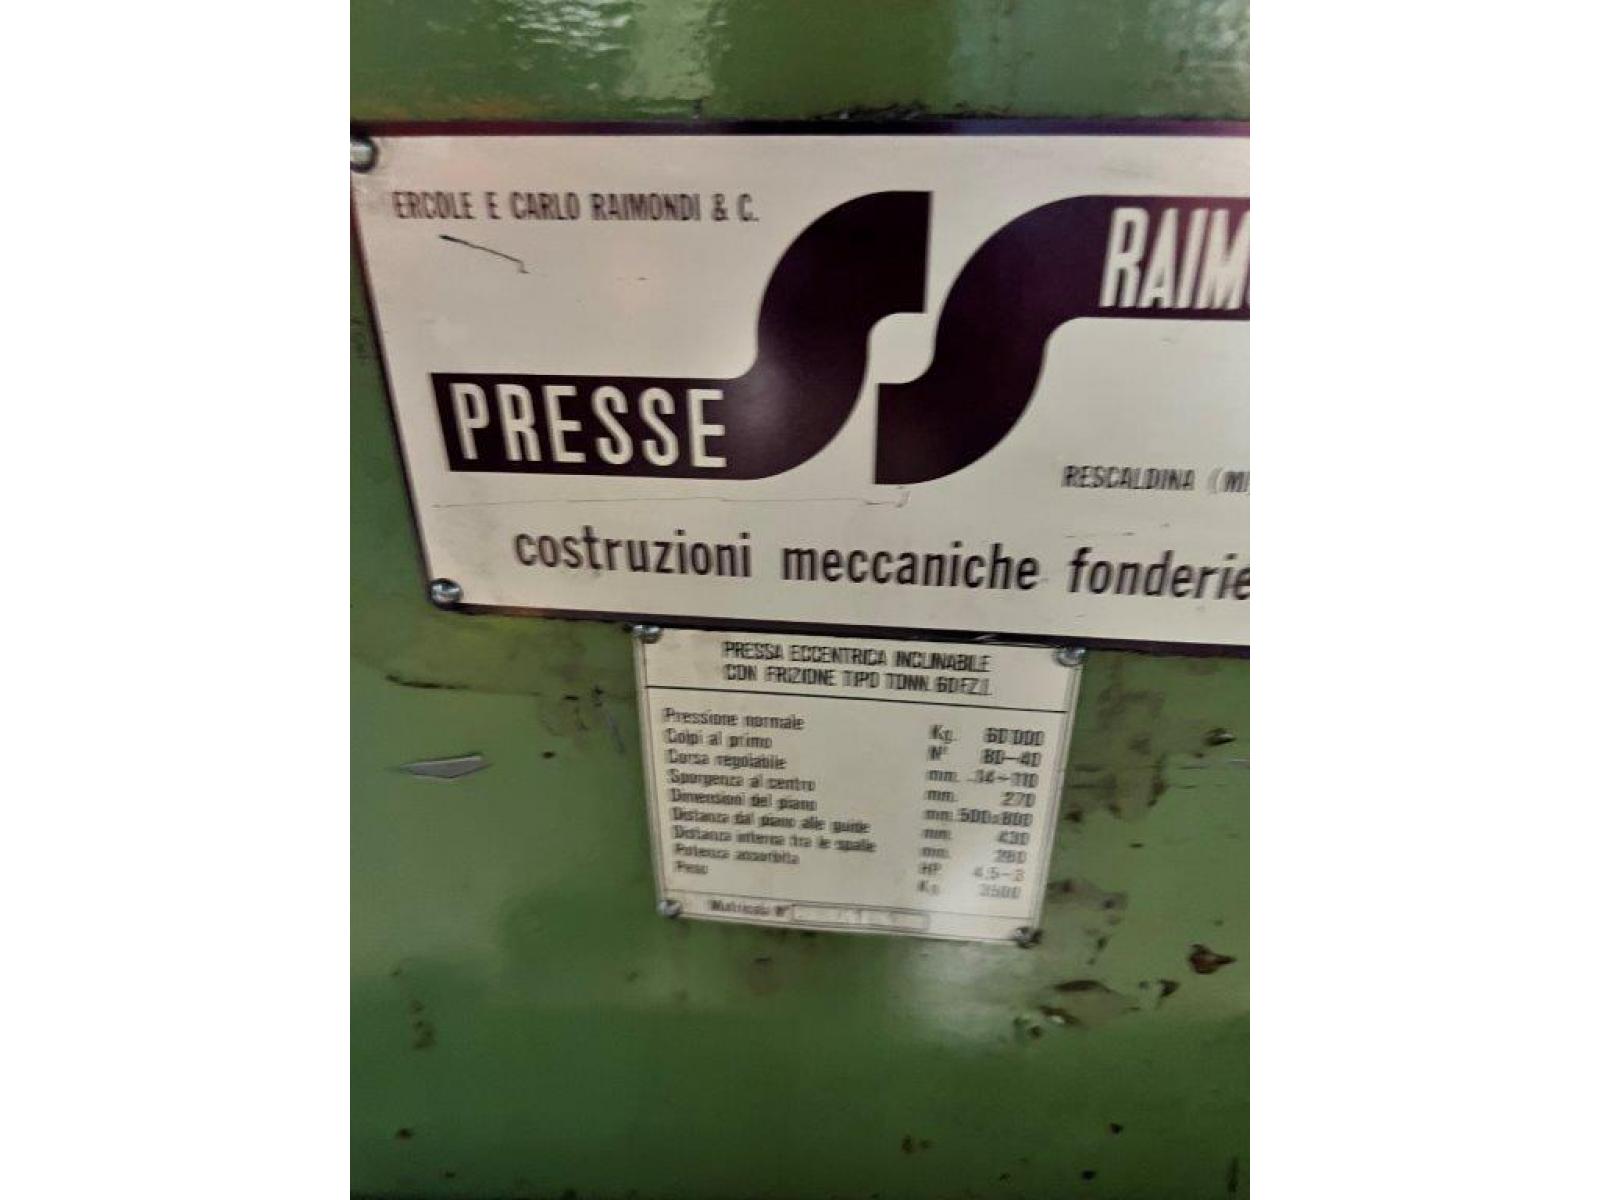 ERCOLE E CARLO RAIMONDI & C.
RAIM
PRESSE
RESCALDINA (MI
costruzioni meccaniche fonderie
PRESSA ECCENTRICA INCLINABILE
CON FRIZIONE TIPO TONN. 60 F.Z.I.
Pressione normale Kg. 60'000
Colpi al primo N° 80-40
Corsa regolabile mm. 14-110
Sporgenza al centro mm. 270
Dimensioni del piano mm. 500x800
Distanza dal piano alle guide mm. 430
Distanza interna tra le spalle mm. 280
Potenza assorbita HP 4,5-3
Peso Kg 3500
Matricola N°